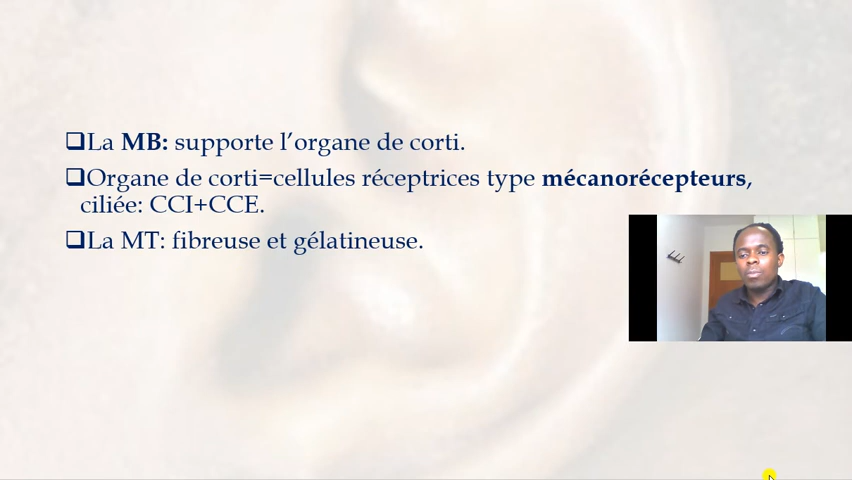 ❑La MB: supporte l’organe de corti.
❑Organe de corti=cellules réceptrices type mécanorécepteurs,
ciliée: CCI+CCE.
❑La MT: fibreuse et gélatineuse.